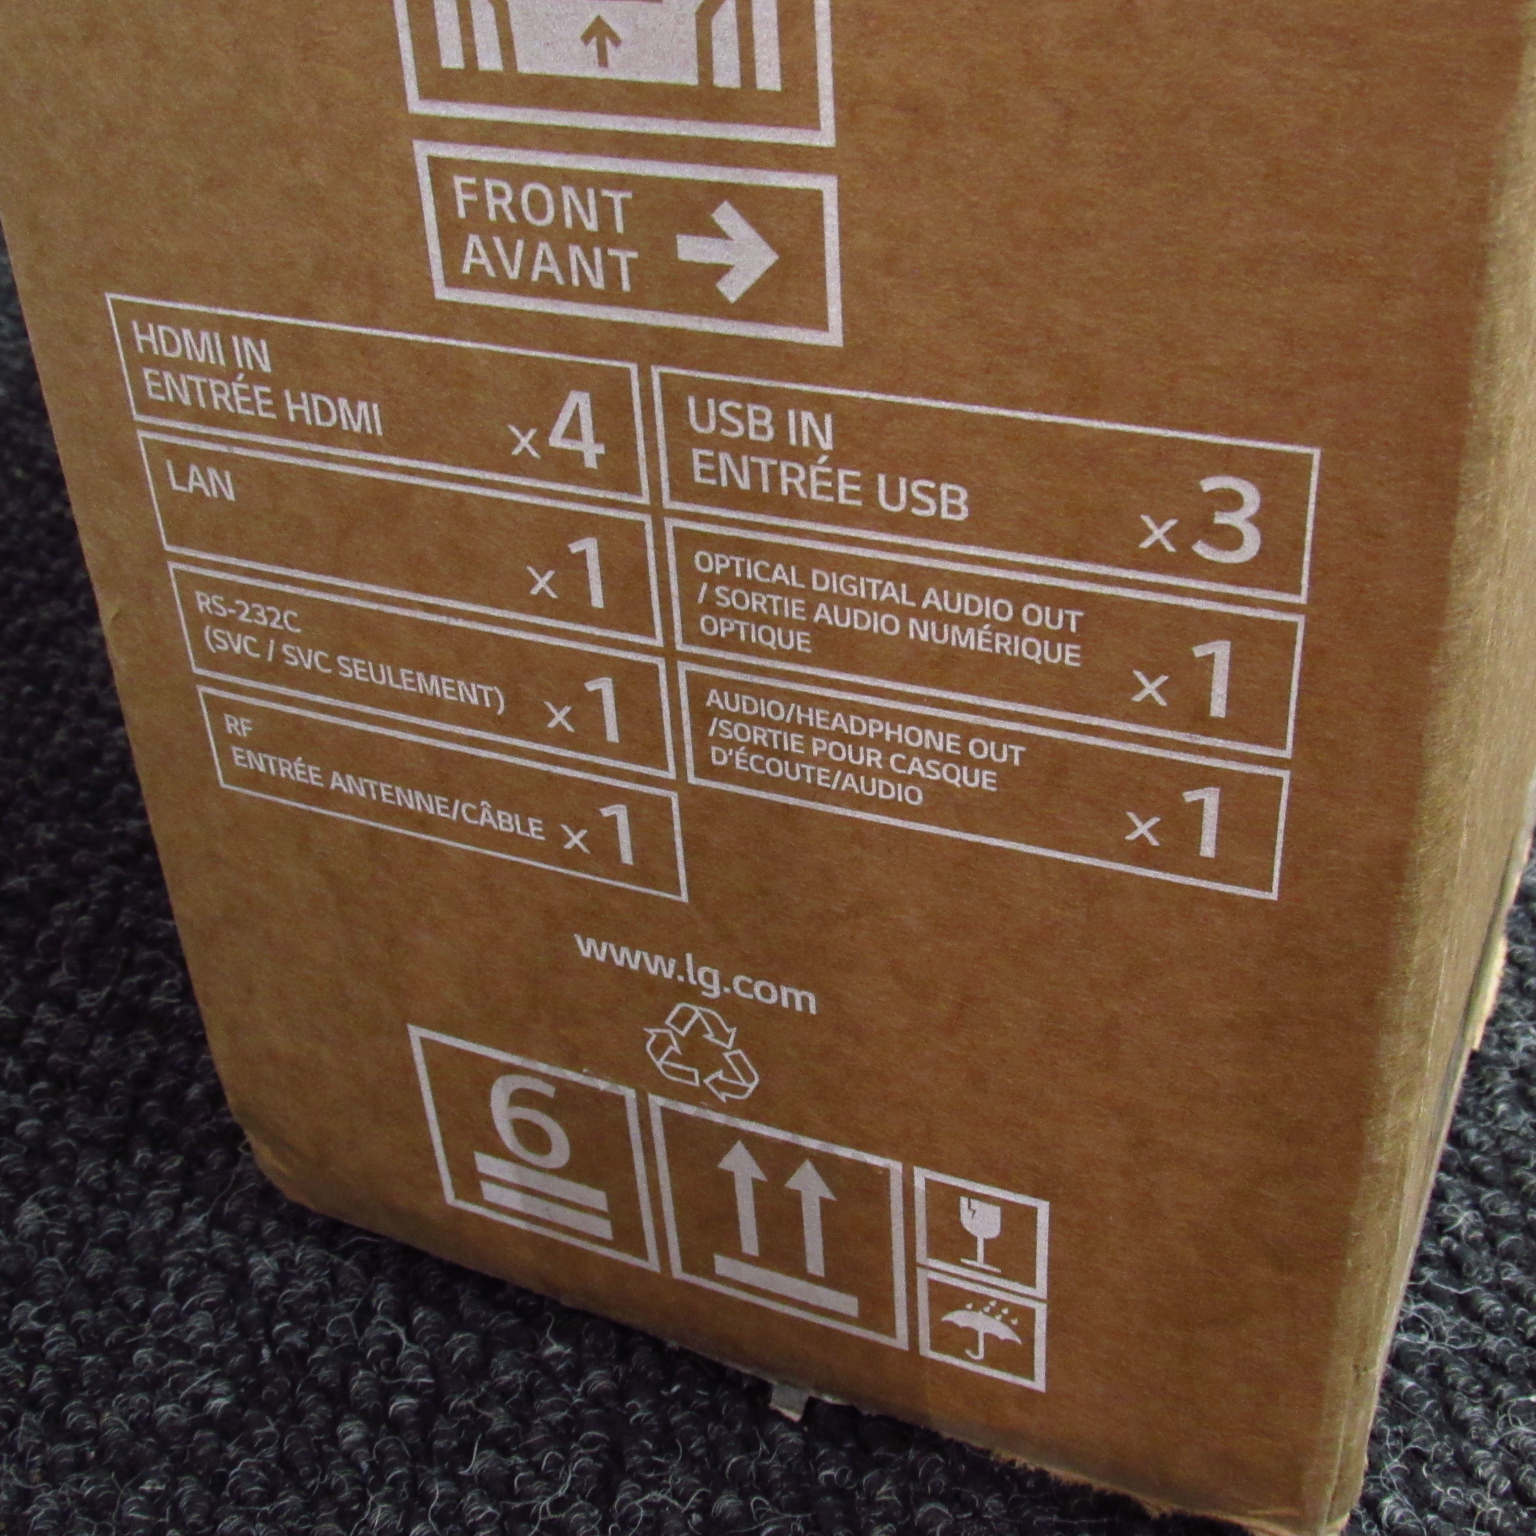 FRONT
AVANT
HDMI IN
ENTRÉE HDMI
x4
LAN
x1
RS-232C
(SVC / SVC SEULEMENT)
x1
RF
ENTRÉE ANTENNE/CÂBLE
x1
USB IN
ENTRÉE USB
x3
OPTICAL DIGITAL AUDIO OUT
/ SORTIE AUDIO NUMÉRIQUE
OPTIQUE
x1
AUDIO/HEADPHONE OUT
/SORTIE POUR CASQUE
D'ÉCOUTE/AUDIO
x1
www.lg.com
6